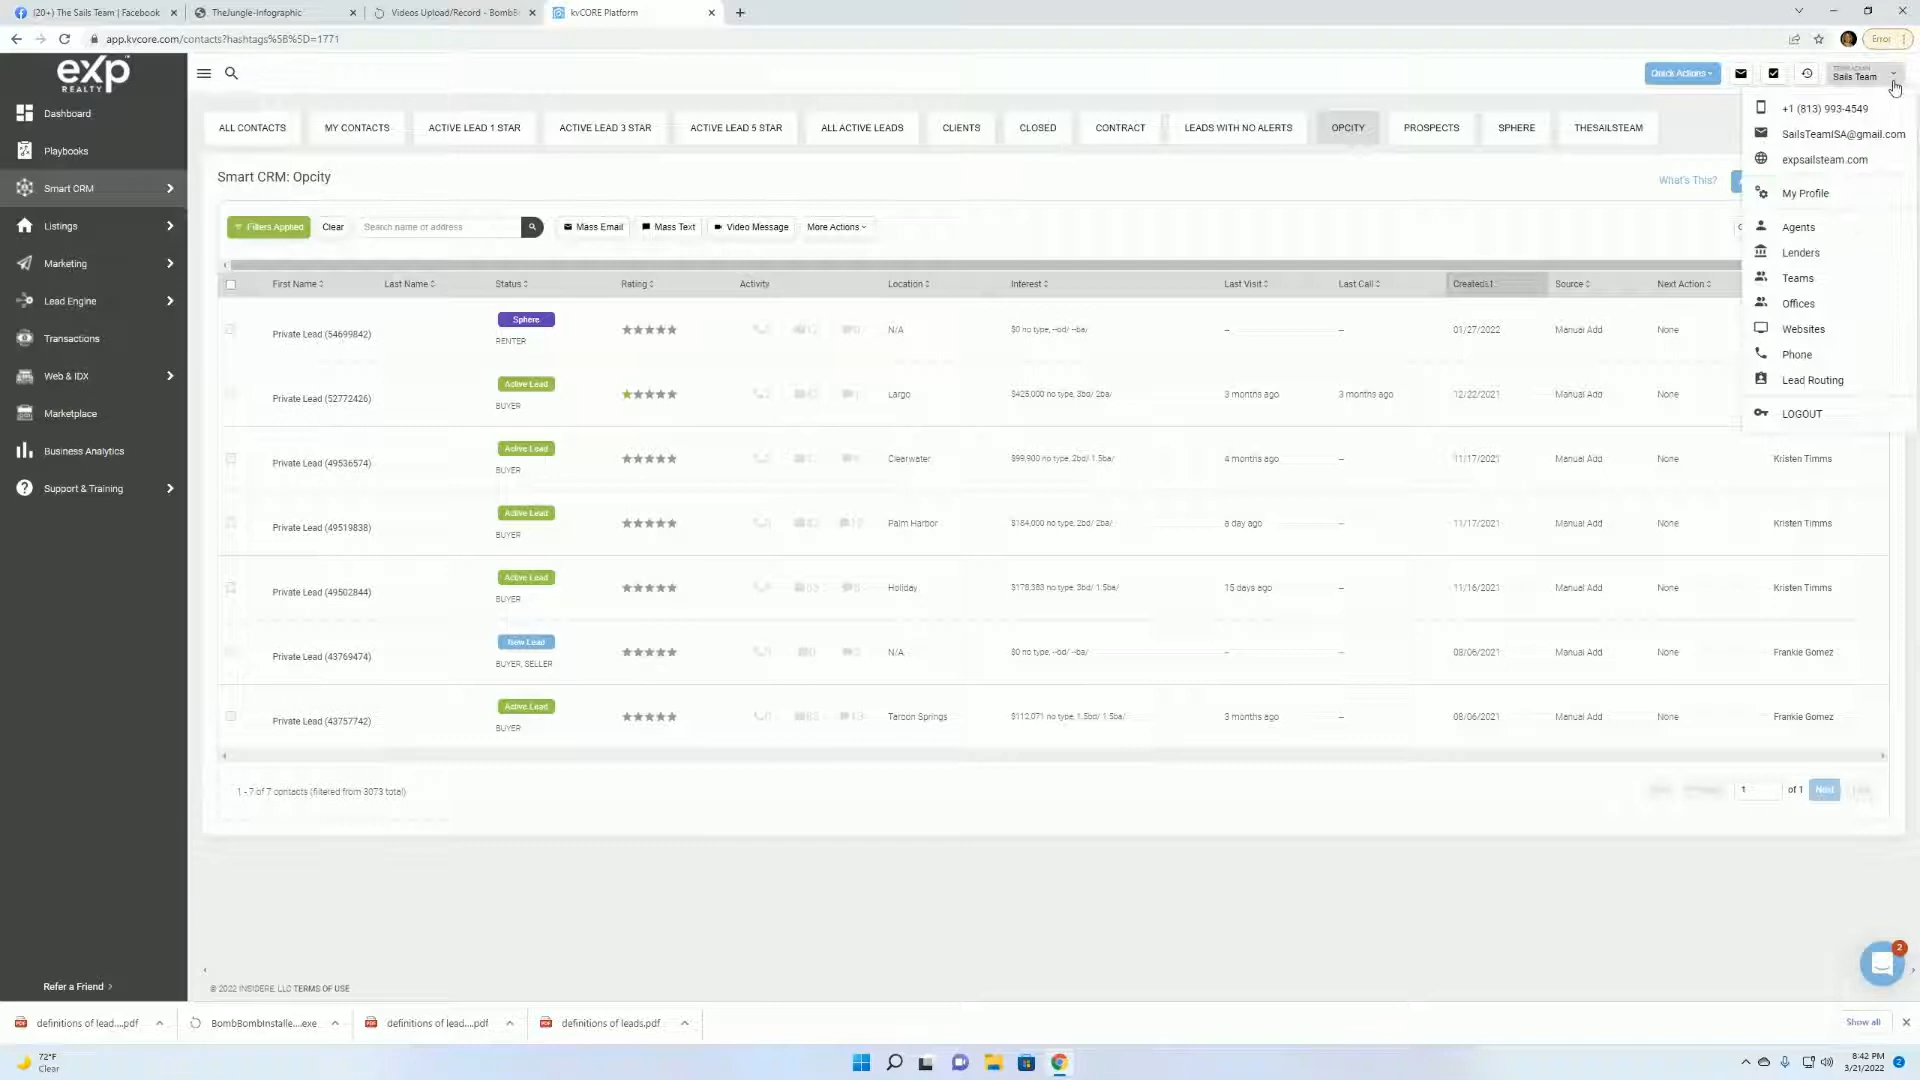 (20+) The Sails Team | Facebook
TheJungle-Infographic
Videos Upload/Record - BombB
kvCORE Platform
app.kvcore.com/contacts?hashtags%5B%5D=1771
Error
exp
REALTY
Quick Actions
Sails Team
Dashboard
Playbooks
Smart CRM
Listings
Marketing
Lead Engine
Transactions
Web & IDX
Marketplace
Business Analytics
Support & Training
Refer a Friend
ALL CONTACTS
MY CONTACTS
ACTIVE LEAD 1 STAR
ACTIVE LEAD 3 STAR
ACTIVE LEAD 5 STAR
ALL ACTIVE LEADS
CLIENTS
CLOSED
CONTRACT
LEADS WITH NO ALERTS
OPCITY
PROSPECTS
SPHERE
THESAILSTEAM
+1 (813) 993-4549
SailsTeamISA@gmail.com
expsailsteam.com
My Profile
Agents
Lenders
Teams
Offices
Websites
Phone
Lead Routing
LOGOUT
Smart CRM: Opcity
What's This?
Filters Applied
Clear
Search name or address
Mass Email
Mass Text
Video Message
More Actions
First Name
Last Name
Status
Rating
Activity
Location
Interest
Last Visit
Last Call
Created
Source
Next Action
Private Lead (54699842) Sphere RENTER N/A $0 no type, --bd/ --ba/ -- -- 01/27/2022 Manual Add None
Private Lead (52772426) Active Lead BUYER Largo $425,000 no type, 3bd/ 2ba/ 3 months ago 3 months ago 12/22/2021 Manual Add None
Private Lead (49536574) Active Lead BUYER Clearwater $99,900 no type, 2bd/ 1.5ba/ 4 months ago -- 11/17/2021 Manual Add None Kristen Timms
Private Lead (49519838) Active Lead BUYER Palm Harbor $184,000 no type, 2bd/ 2ba/ a day ago -- 11/17/2021 Manual Add None Kristen Timms
Private Lead (49502844) Active Lead BUYER Holiday $178,383 no type, 3bd/ 1.5ba/ 15 days ago -- 11/16/2021 Manual Add None Kristen Timms
Private Lead (43769474) New Lead BUYER, SELLER N/A $0 no type, --bd/ --ba/ -- -- 08/06/2021 Manual Add None Frankie Gomez
Private Lead (43757742) Active Lead BUYER Tarpon Springs $112,071 no type, 1.5bd/ 1.5ba/ 3 months ago -- 08/06/2021 Manual Add None Frankie Gomez
1 - 7 of 7 contacts (filtered from 3073 total)
1 of 1 Next
2
© 2022 INSIDERE, LLC TERMS OF USE
definitions of lead....pdf
BombBombInstalle....exe
definitions of lead....pdf
definitions of leads.pdf
Show all
72°F
Clear
8:42 PM
3/21/2022
2